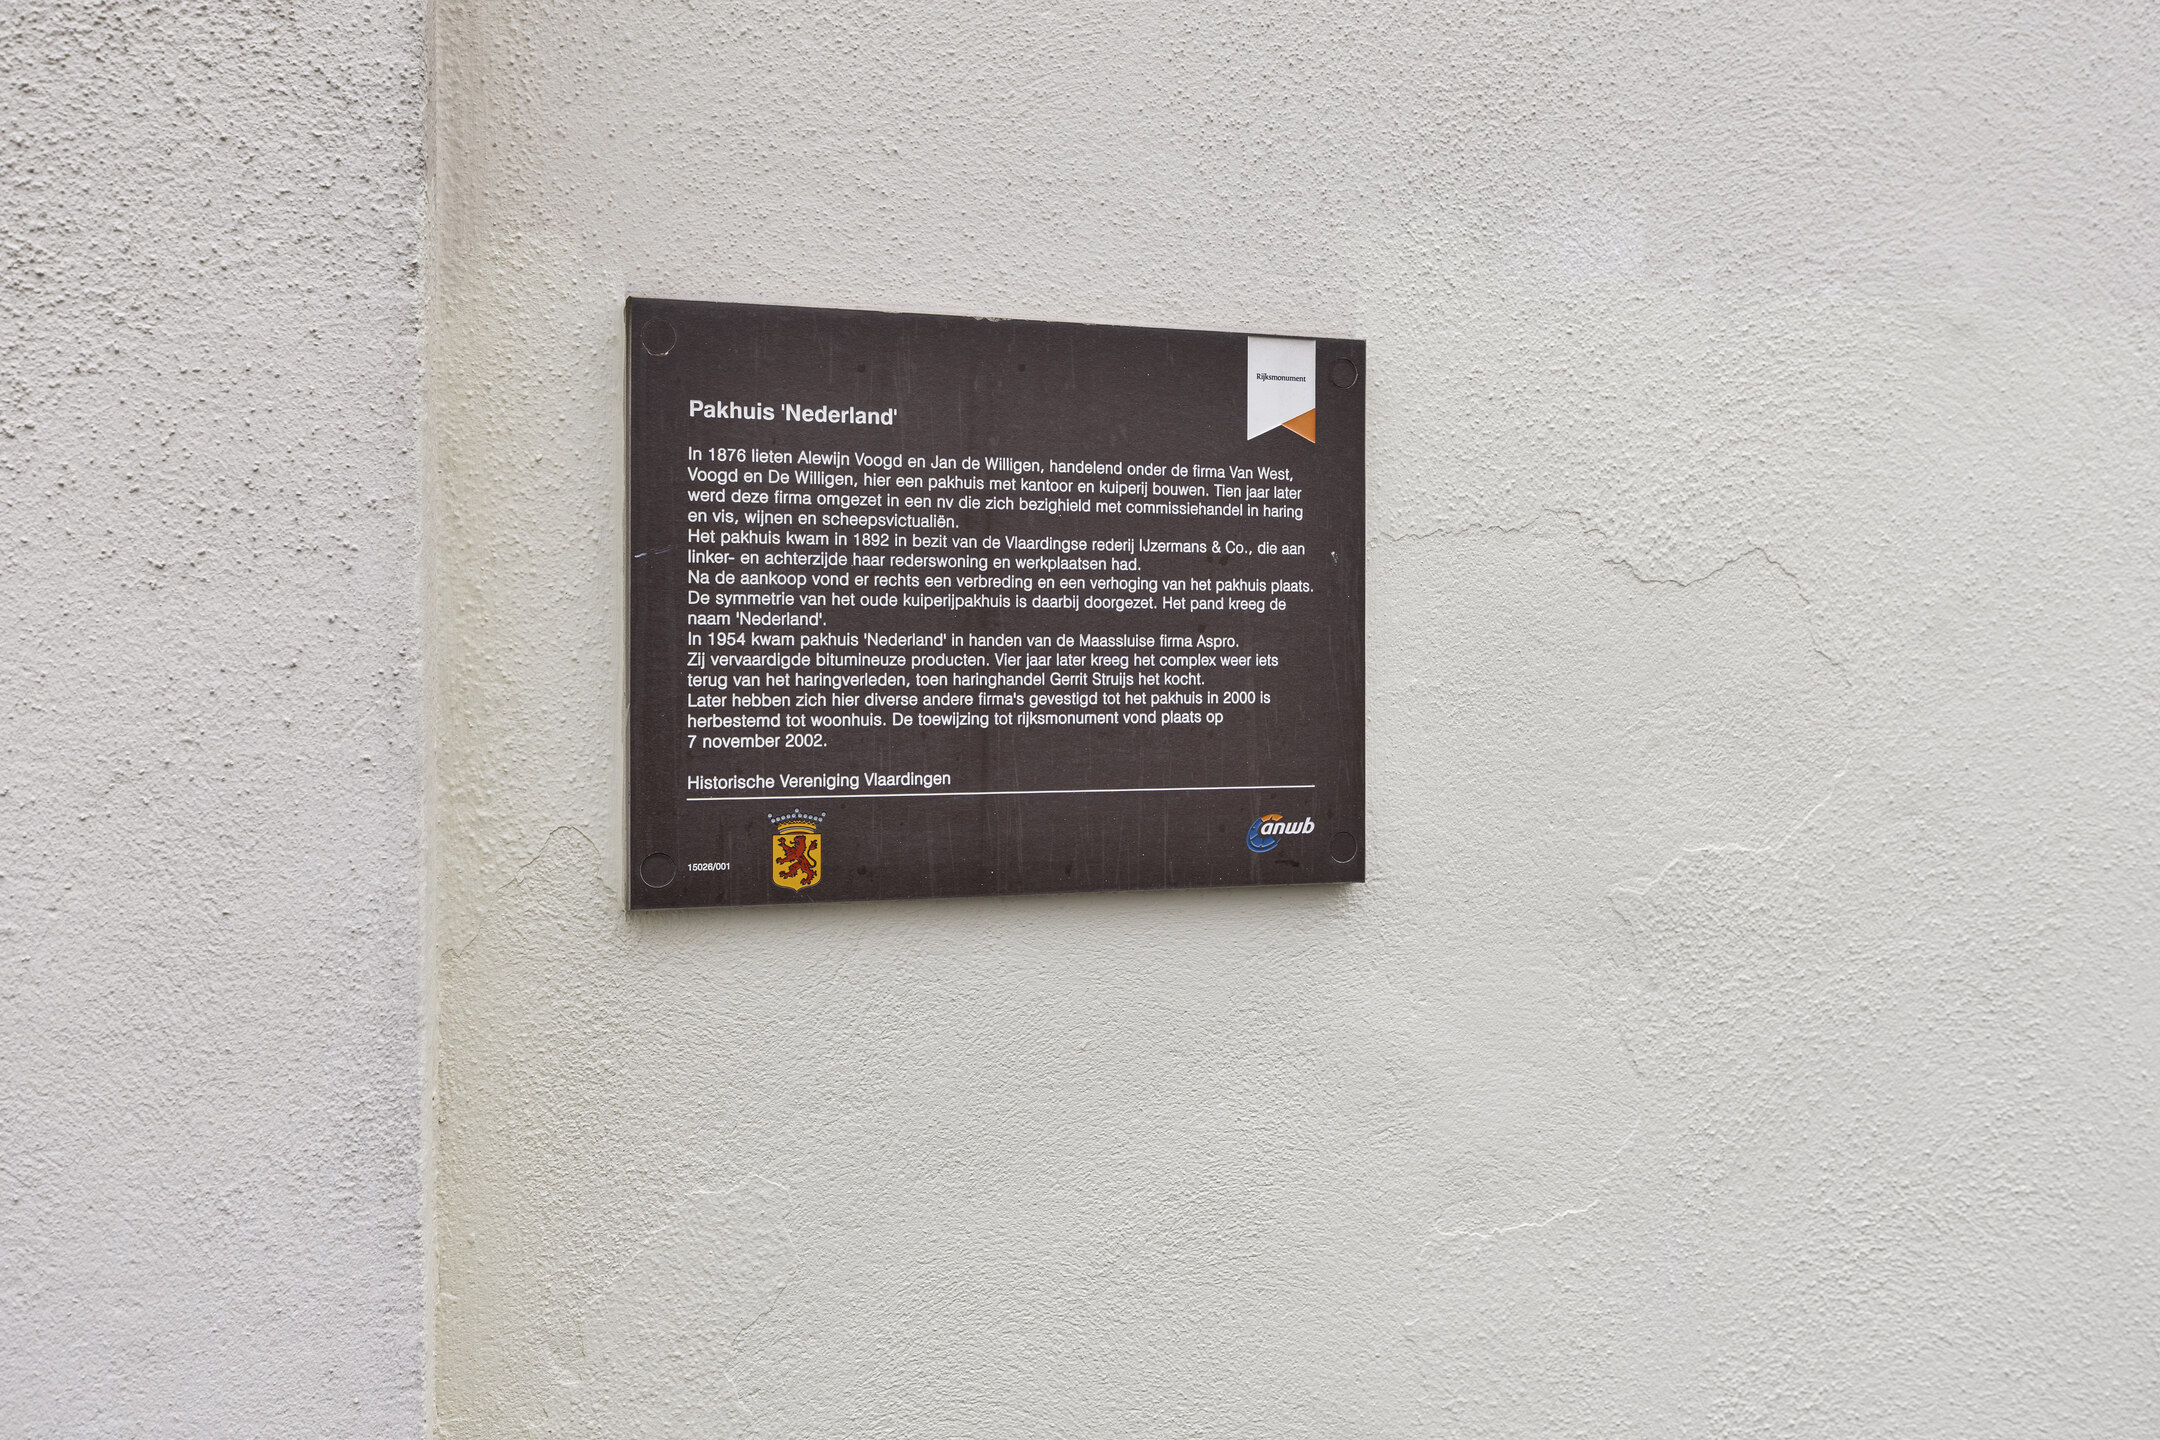 Rijksmonument
Pakhuis 'Nederland'
In 1876 lieten Alewijn Voogd en Jan de Willigen, handelend onder de firma Van West,
Voogd en De Willigen, hier een pakhuis met kantoor en kuiperij bouwen. Tien jaar later
werd deze firma omgezet in een nv die zich bezighield met commissiehandel in haring
en vis, wijnen en scheepsvictualiën.
Het pakhuis kwam in 1892 in bezit van de Vlaardingse rederij IJzermans & Co., die aan
linker- en achterzijde haar rederswoning en werkplaatsen had.
Na de aankoop vond er rechts een verbreding en een verhoging van het pakhuis plaats.
De symmetrie van het oude kuiperijpakhuis is daarbij doorgezet. Het pand kreeg de
naam 'Nederland'.
In 1954 kwam pakhuis 'Nederland' in handen van de Maassluise firma Aspro.
Zij vervaardigde bitumineuze producten. Vier jaar later kreeg het complex weer iets
terug van het haringverleden, toen haringhandel Gerrit Struijs het kocht.
Later hebben zich hier diverse andere firma's gevestigd tot het pakhuis in 2000 is
herbestemd tot woonhuis. De toewijzing tot rijksmonument vond plaats op
7 november 2002.
Historische Vereniging Vlaardingen
anwb
15026/001